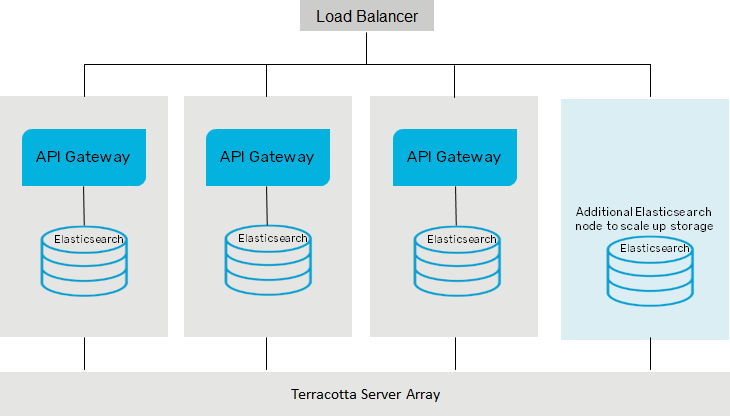 Load Balancer
API Gateway
API Gateway
API Gateway
Additional Elasticsearch
node to scale up storage
Elasticsearch
Elasticsearch
Elasticsearch
Elasticsearch
Terracotta Server Array